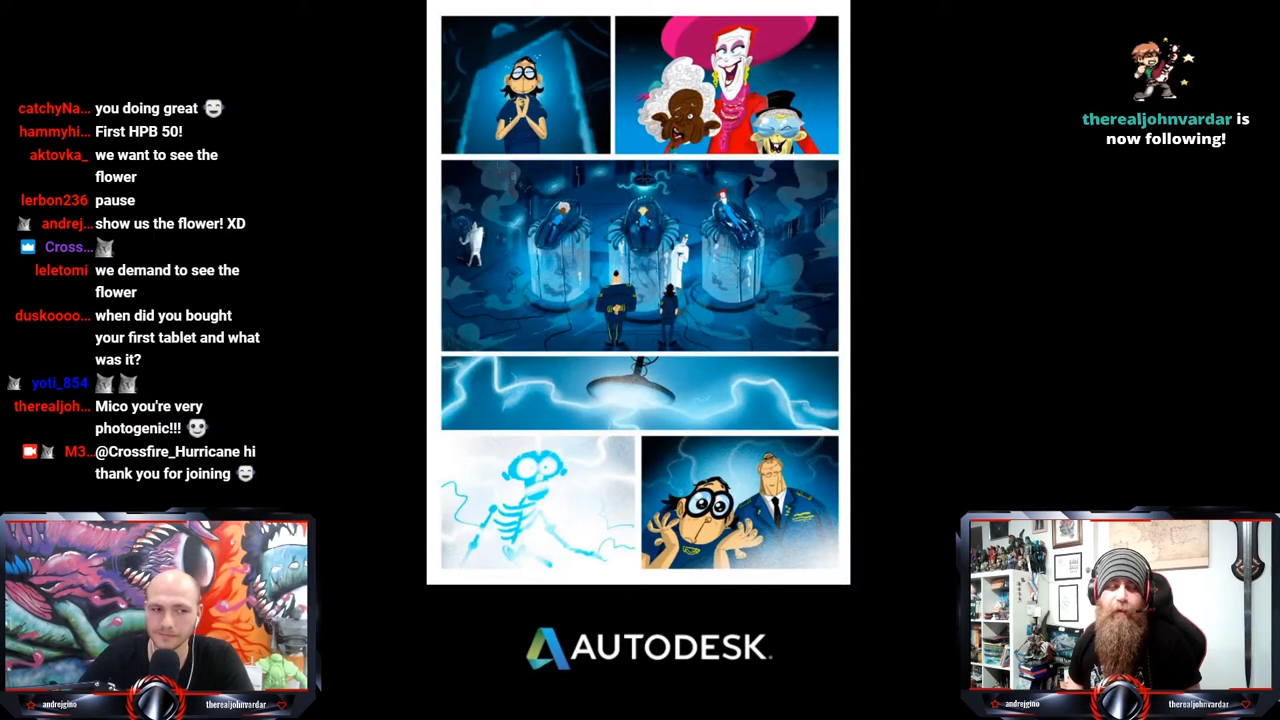 catchyNa... you doing great
hammyhi... First HPB 50!
aktovka_ we want to see the
flower
lerbon236 pause
andrej... show us the flower! XD
Cross...
leletomi we demand to see the
flower
duskoooo... when did you bought
your first tablet and what
was it?
yoti_854
therealjoh... Mico you're very
photogenic!!!
M3... @Crossfire_Hurricane hi
thank you for joining
therealjohnvardar is
now following!
AUTODESK.
andrejgino therealjohnvardar
andrejgino therealjohnvardar